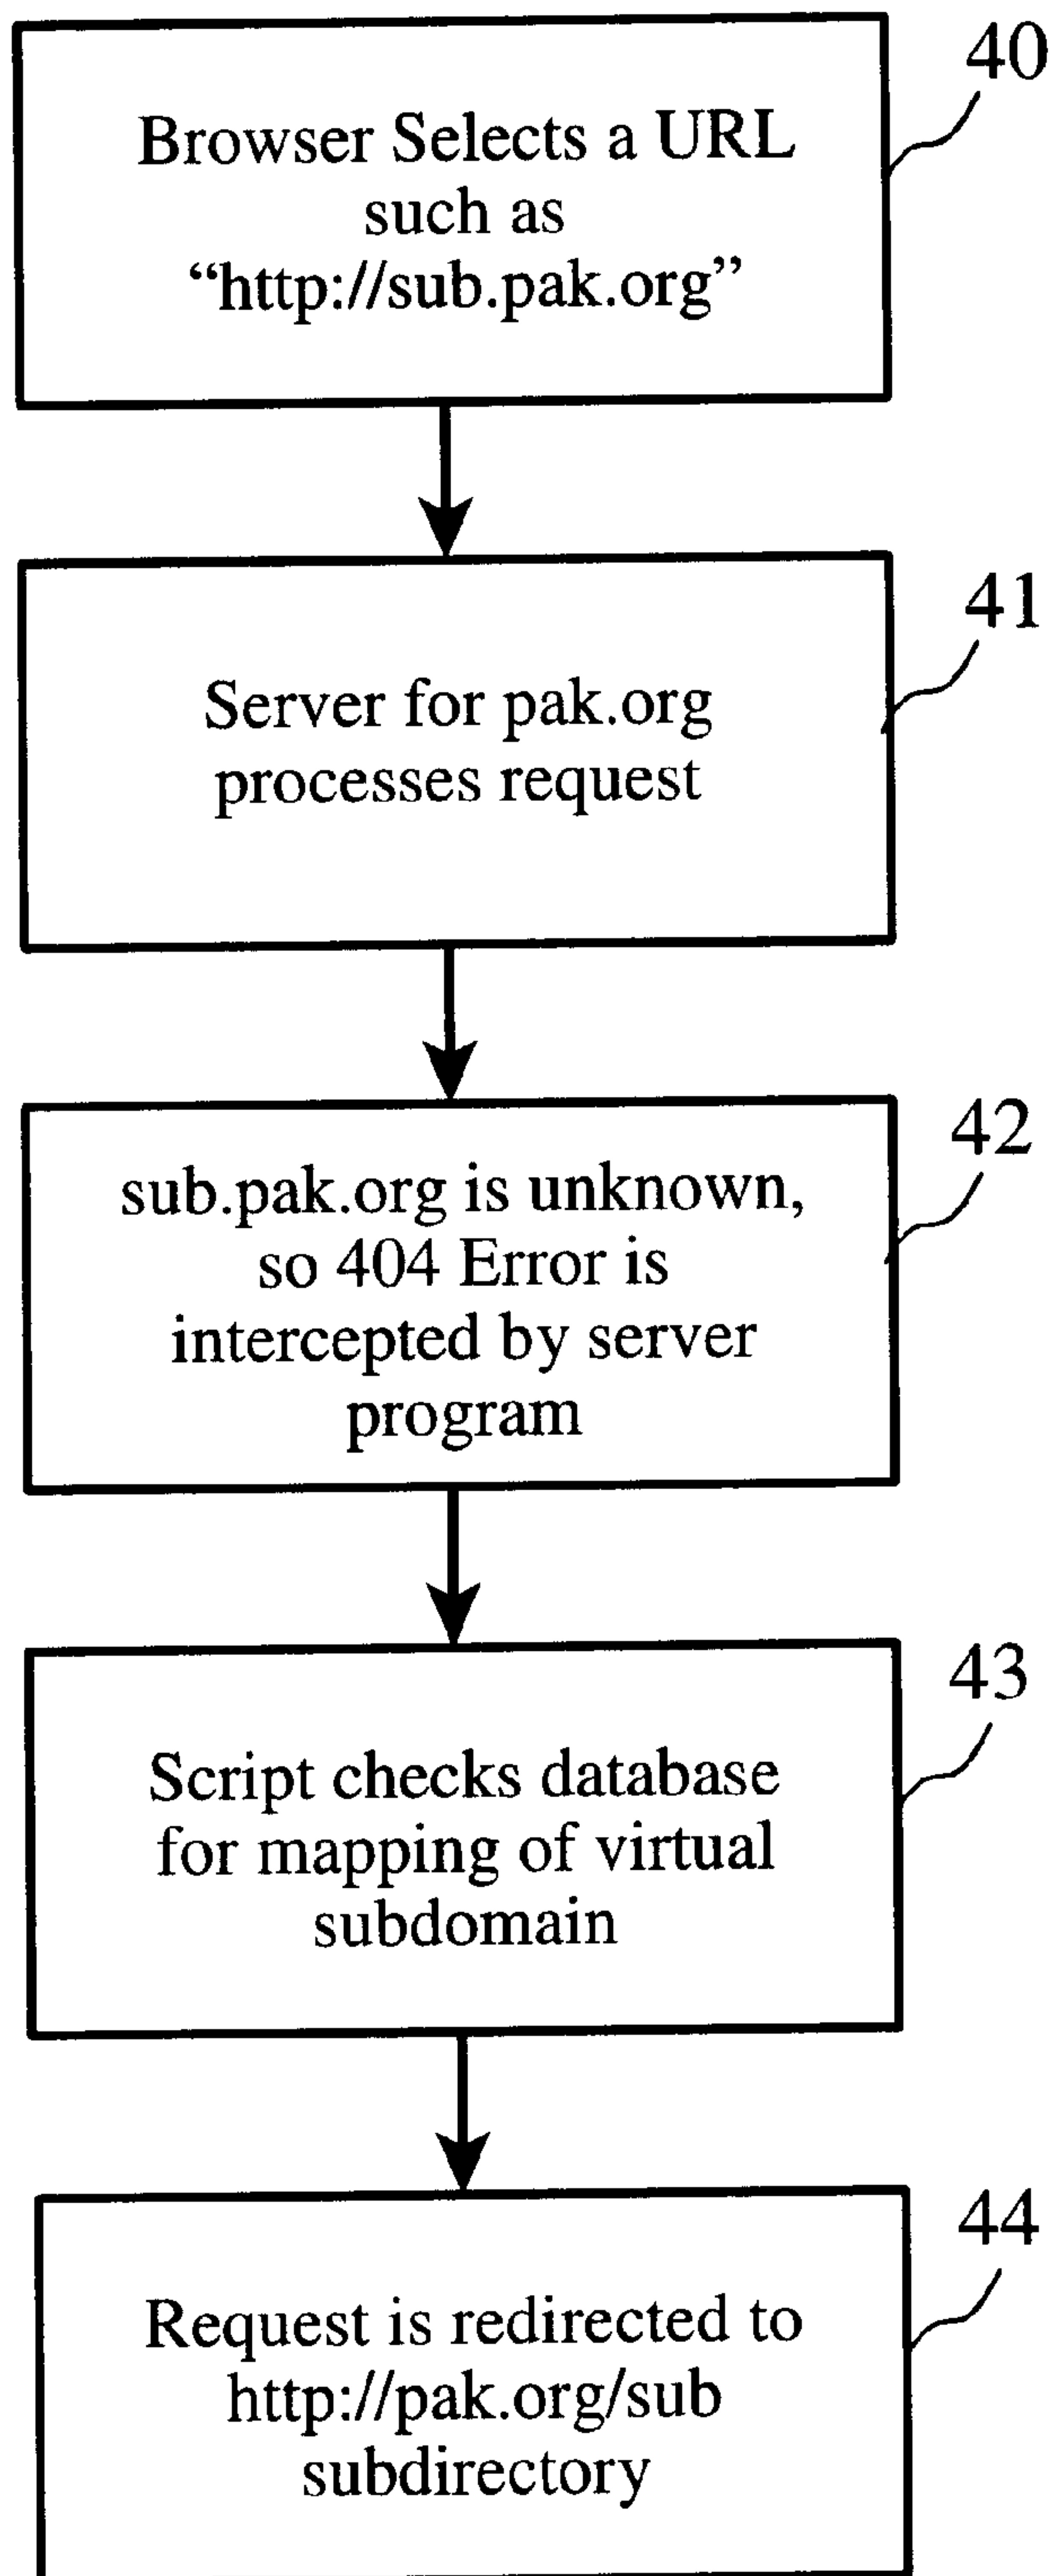 40
Browser Selects a URL
such as
“http://sub.pak.org”
41
Server for pak.org
processes request
42
sub.pak.org is unknown,
so 404 Error is
intercepted by server
program
43
Script checks database
for mapping of virtual
subdomain
44
Request is redirected to
http://pak.org/sub
subdirectory